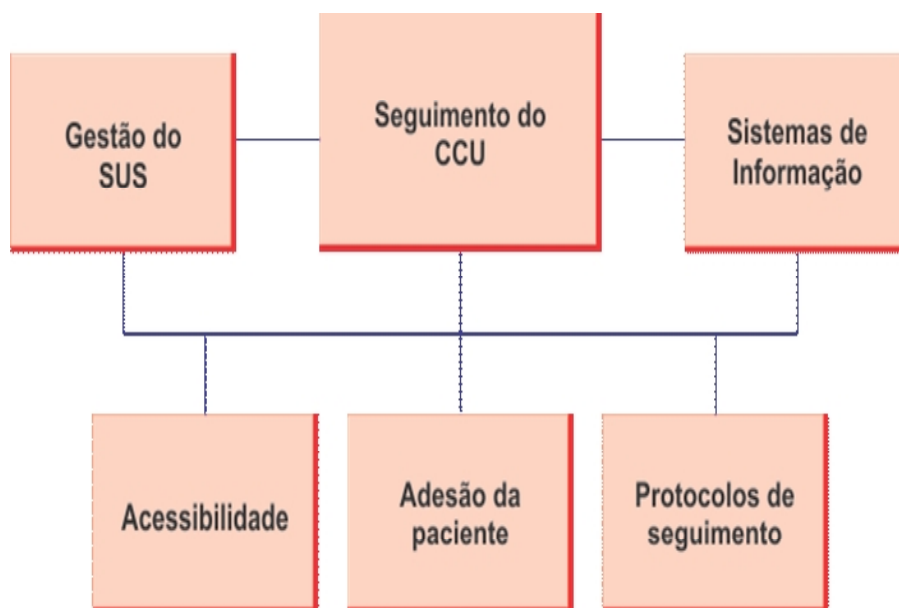 Gestão do
SUS
Seguimento do
CCU
Sistemas de
Informação
Acessibilidade
Adesão da
paciente
Protocolos de
seguimento